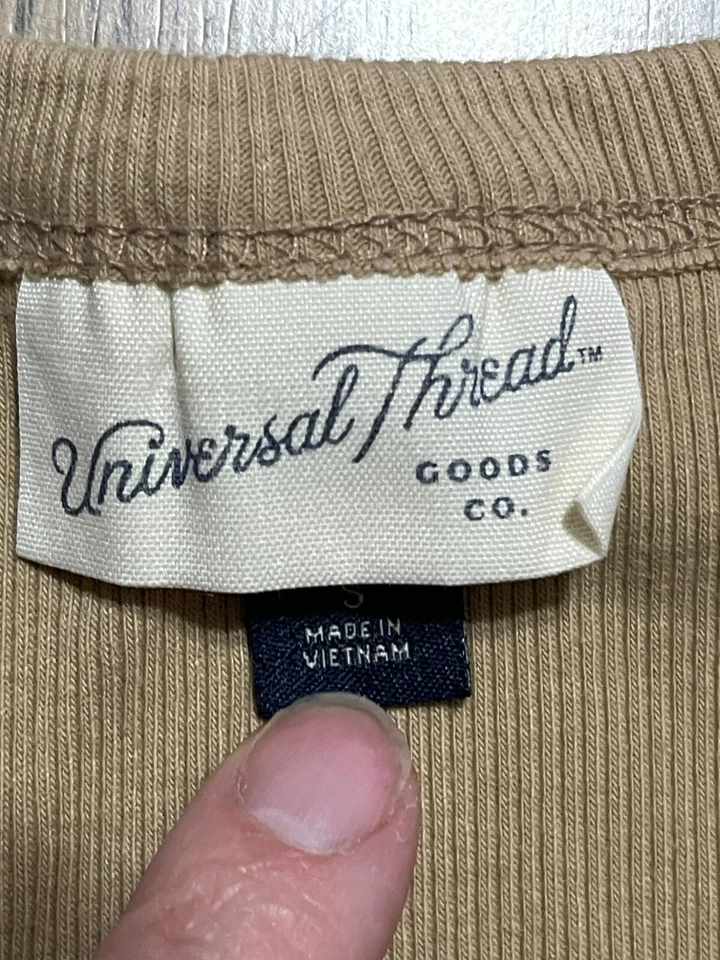 Universal Thread™
GOODS
CO.
S
MADE IN
VIETNAM